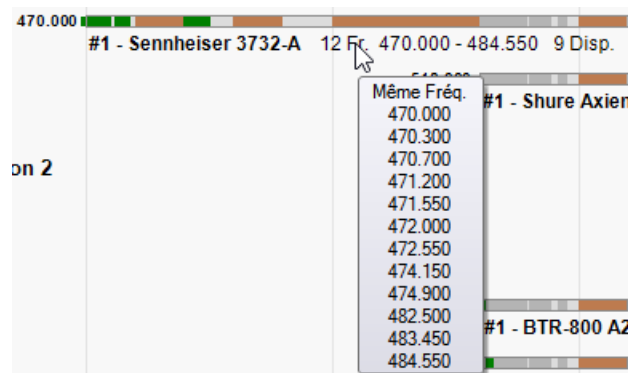 470.000
#1 - Sennheiser 3732-A 12 Fr. 470.000 - 484.550 9 Disp.
Même Fréq.
#1 - Shure Axien
470.000
470.300
470.700
471.200
on 2
471.550
472.000
472.550
474.150
474.900
482.500
#1 - BTR-800 A2
483.450
484.550